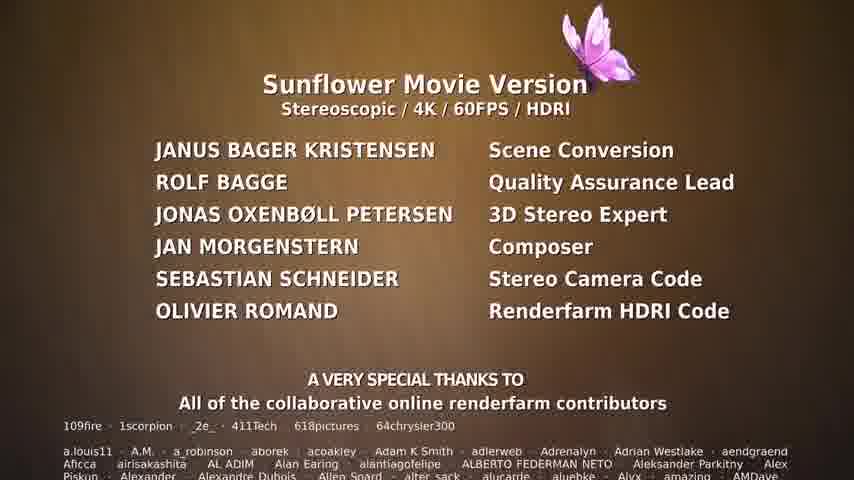 Sunflower Movie Version
Stereoscopic / 4K / 60FPS / HDRI
JANUS BAGER KRISTENSEN Scene Conversion
ROLF BAGGE Quality Assurance Lead
JONAS OXENBØLL PETERSEN 3D Stereo Expert
JAN MORGENSTERN Composer
SEBASTIAN SCHNEIDER Stereo Camera Code
OLIVIER ROMAND Renderfarm HDRI Code
A VERY SPECIAL THANKS TO
All of the collaborative online renderfarm contributors
109fire · 1scorpion · _2e_ · 411Tech · 618pictures · 64chrysler300
a.louis11 · A.M. · a_robinson · aborek · acoakley · Adam K Smith · adlerweb · Adrenalyn · Adrian Westlake · aendgraend
Aficca · airisakashita · AL ADIM · Alan Earing · alantiagofelipe · ALBERTO FEDERMAN NETO · Aleksander Parkitny · Alex
Piskun · Alexander · Alexandre Dubois · Allen Spard · alter_sack · alucarde · aluebke · Alyx · amazing · AMDave